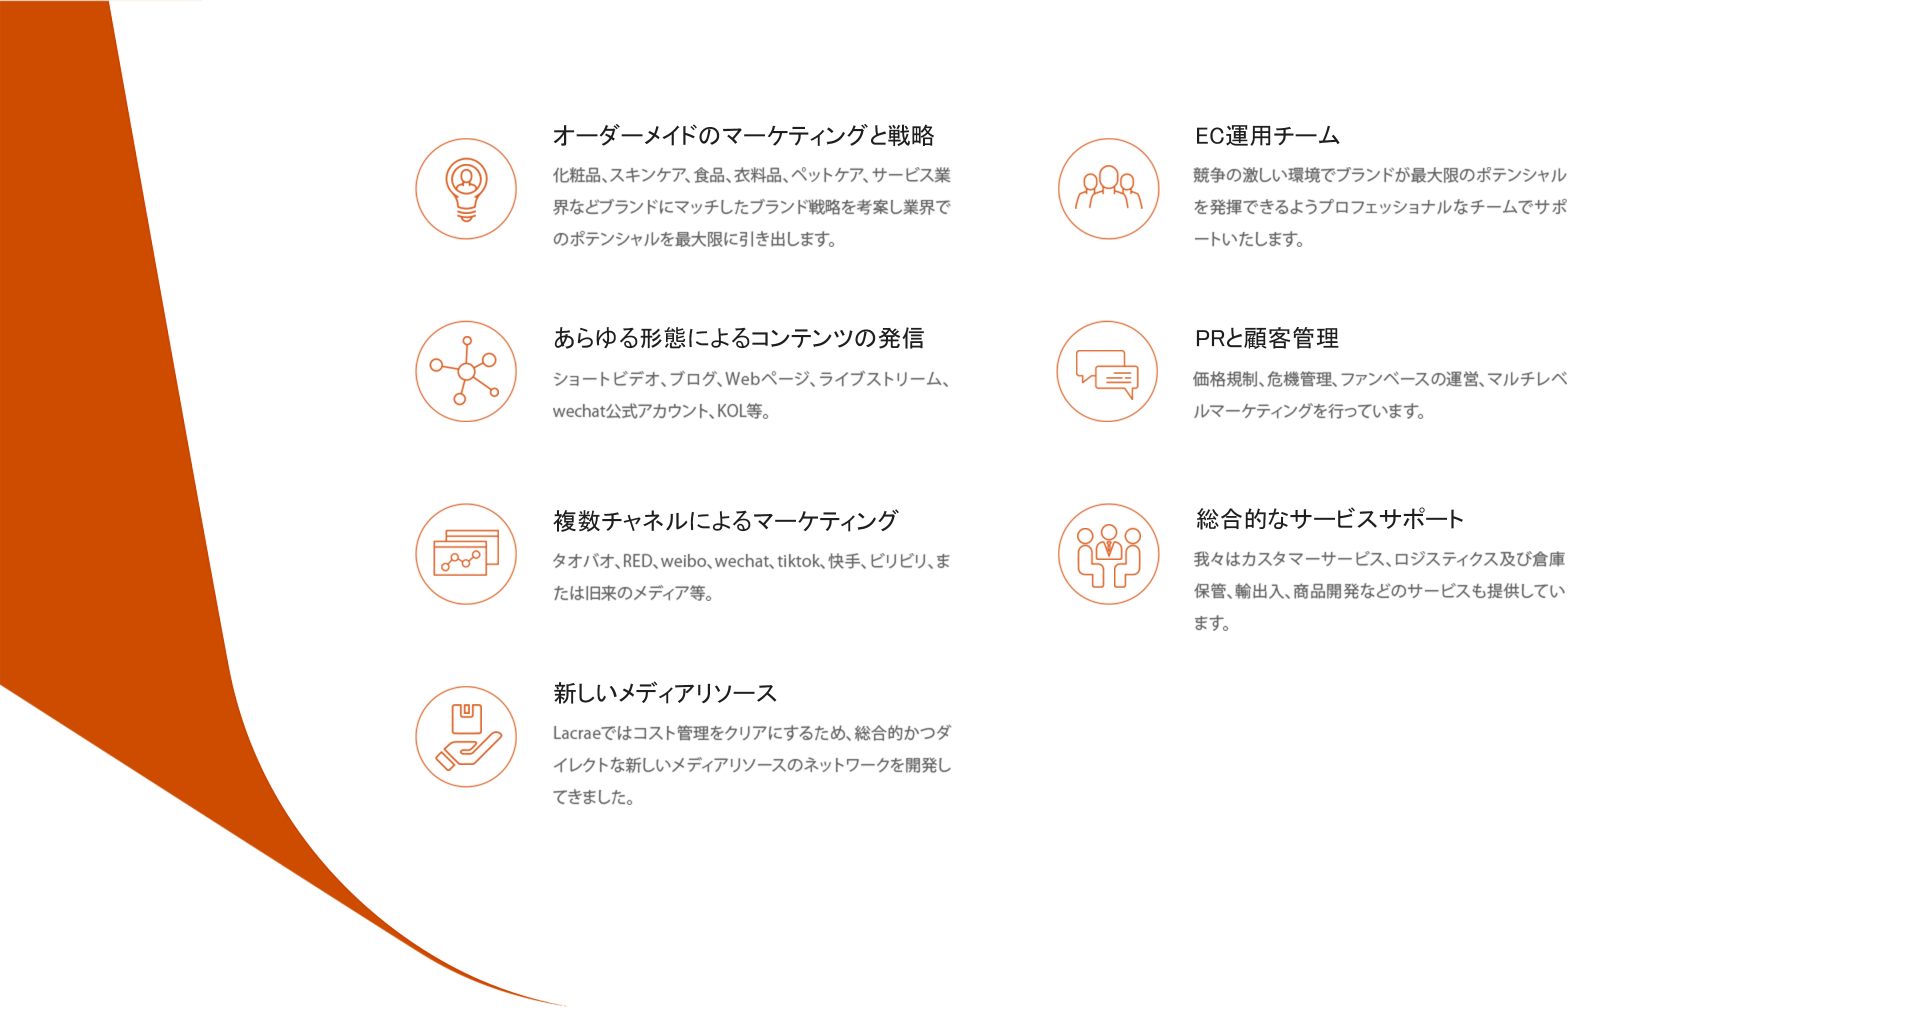 オーダーメイドのマーケティングと戦略
化粧品、スキンケア、食品、衣料品、ペットケア、サービス業
界などブランドにマッチしたブランド戦略を考案し業界で
のポテンシャルを最大限に引き出します。
あらゆる形態によるコンテンツの発信
ショートビデオ、ブログ、Webページ、ライブストリーム、
wechat公式アカウント、KOL等。
複数チャネルによるマーケティング
タオバオ、RED、weibo、wechat、tiktok、快手、ビリビリ、ま
たは旧来のメディア等。
新しいメディアリソース
Lacraeではコスト管理をクリアにするため、総合的かつダ
イレクトな新しいメディアリソースのネットワークを開発し
てきました。
EC運用チーム
競争の激しい環境でブランドが最大限のポテンシャル
を発揮できるようプロフェッショナルなチームでサポ
ートいたします。
PRと顧客管理
価格規制、危機管理、ファンベースの運営、マルチレベ
ルマーケティングを行っています。
総合的なサービスサポート
我々はカスタマーサービス、ロジスティクス及び倉庫
保管、輸出入、商品開発などのサービスも提供してい
ます。